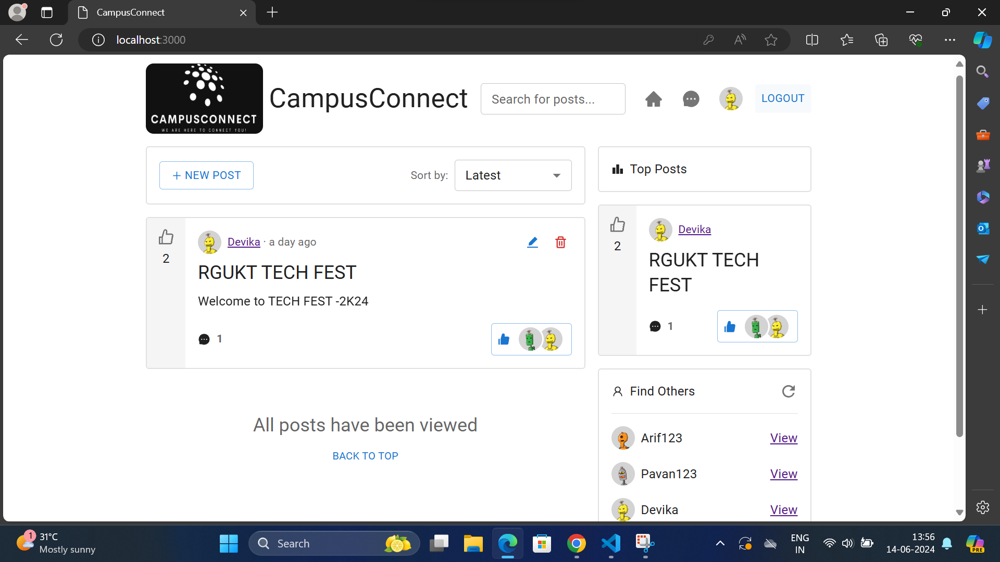 CampusConnect
localhost:3000
CAMPUSCONNECT
WE ARE HERE TO CONNECT YOU!
CampusConnect
Search for posts...
LOGOUT
+ NEW POST
Sort by:
Latest
Top Posts
2
Devika · a day ago
RGUKT TECH FEST
Welcome to TECH FEST -2K24
1
2
Devika
RGUKT TECH
FEST
1
All posts have been viewed
BACK TO TOP
Find Others
Arif123
View
Pavan123
View
Devika
View
1
31°C
Mostly sunny
Search
ENG
IN
13:56
14-06-2024
PRE